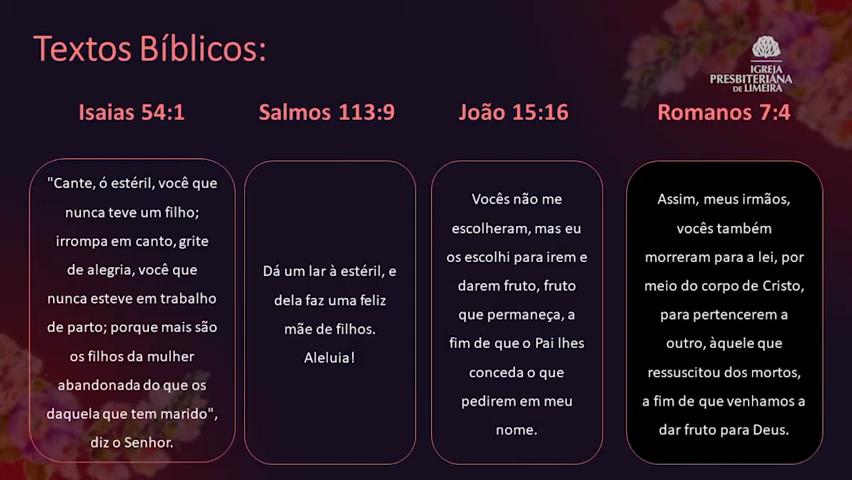 Textos Bíblicos:
IGREJA
PRESBITERIANA
DE LIMEIRA
Isaias 54:1
"Cante, ó estéril, você que
nunca teve um filho;
irrompa em canto, grite
de alegria, você que
nunca esteve em trabalho
de parto; porque mais são
os filhos da mulher
abandonada do que os
daquela que tem marido",
diz o Senhor.
Salmos 113:9
Dá um lar à estéril, e
dela faz uma feliz
mãe de filhos.
Aleluia!
João 15:16
Vocês não me
escolheram, mas eu
os escolhi para irem e
darem fruto, fruto
que permaneça, a
fim de que o Pai lhes
conceda o que
pedirem em meu
nome.
Romanos 7:4
Assim, meus irmãos,
vocês também
morreram para a lei, por
meio do corpo de Cristo,
para pertencerem a
outro, àquele que
ressuscitou dos mortos,
a fim de que venhamos a
dar fruto para Deus.